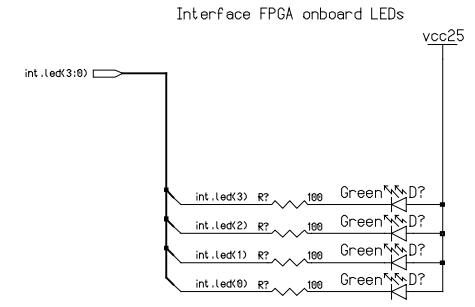 Interface FPGA onboard LEDs
vcc25
int.led(3:0)
int.led(3) R? 100 Green D?
int.led(2) R? 100 Green D?
int.led(1) R? 100 Green D?
int.led(0) R? 100 Green D?